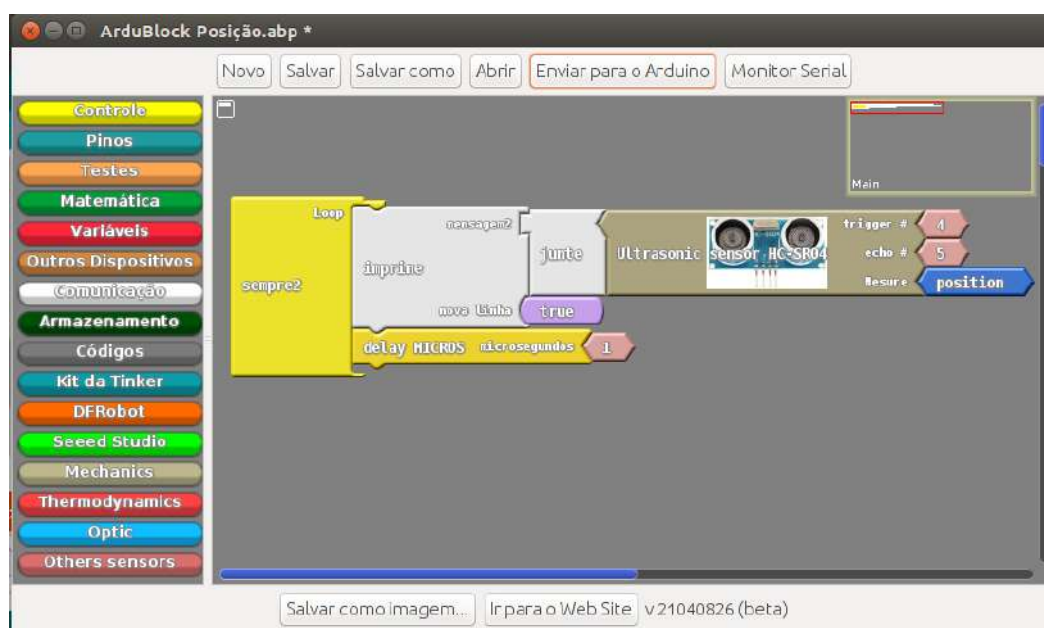 ArduBlock Posição.abp *
Novo Salvar Salvar como Abrir Enviar para o Arduino Monitor Serial
Controle
Pinos
Testes
Matemática
Variáveis
Outros Dispositivos
Comunicação
Armazenamento
Códigos
Kit da Tinker
DFRobot
Seeed Studio
Mechanics
Thermodynamics
Optic
Others sensors
Main
sempre2
Loop
imprime
mensagem2
junte
nova linha
true
Ultrasonic sensor HC-SR04
trigger # 4
echo # 5
Mesure position
delay MICROS microsegundos 1
Salvar como imagem... Ir para o Web Site v 21040826 (beta)